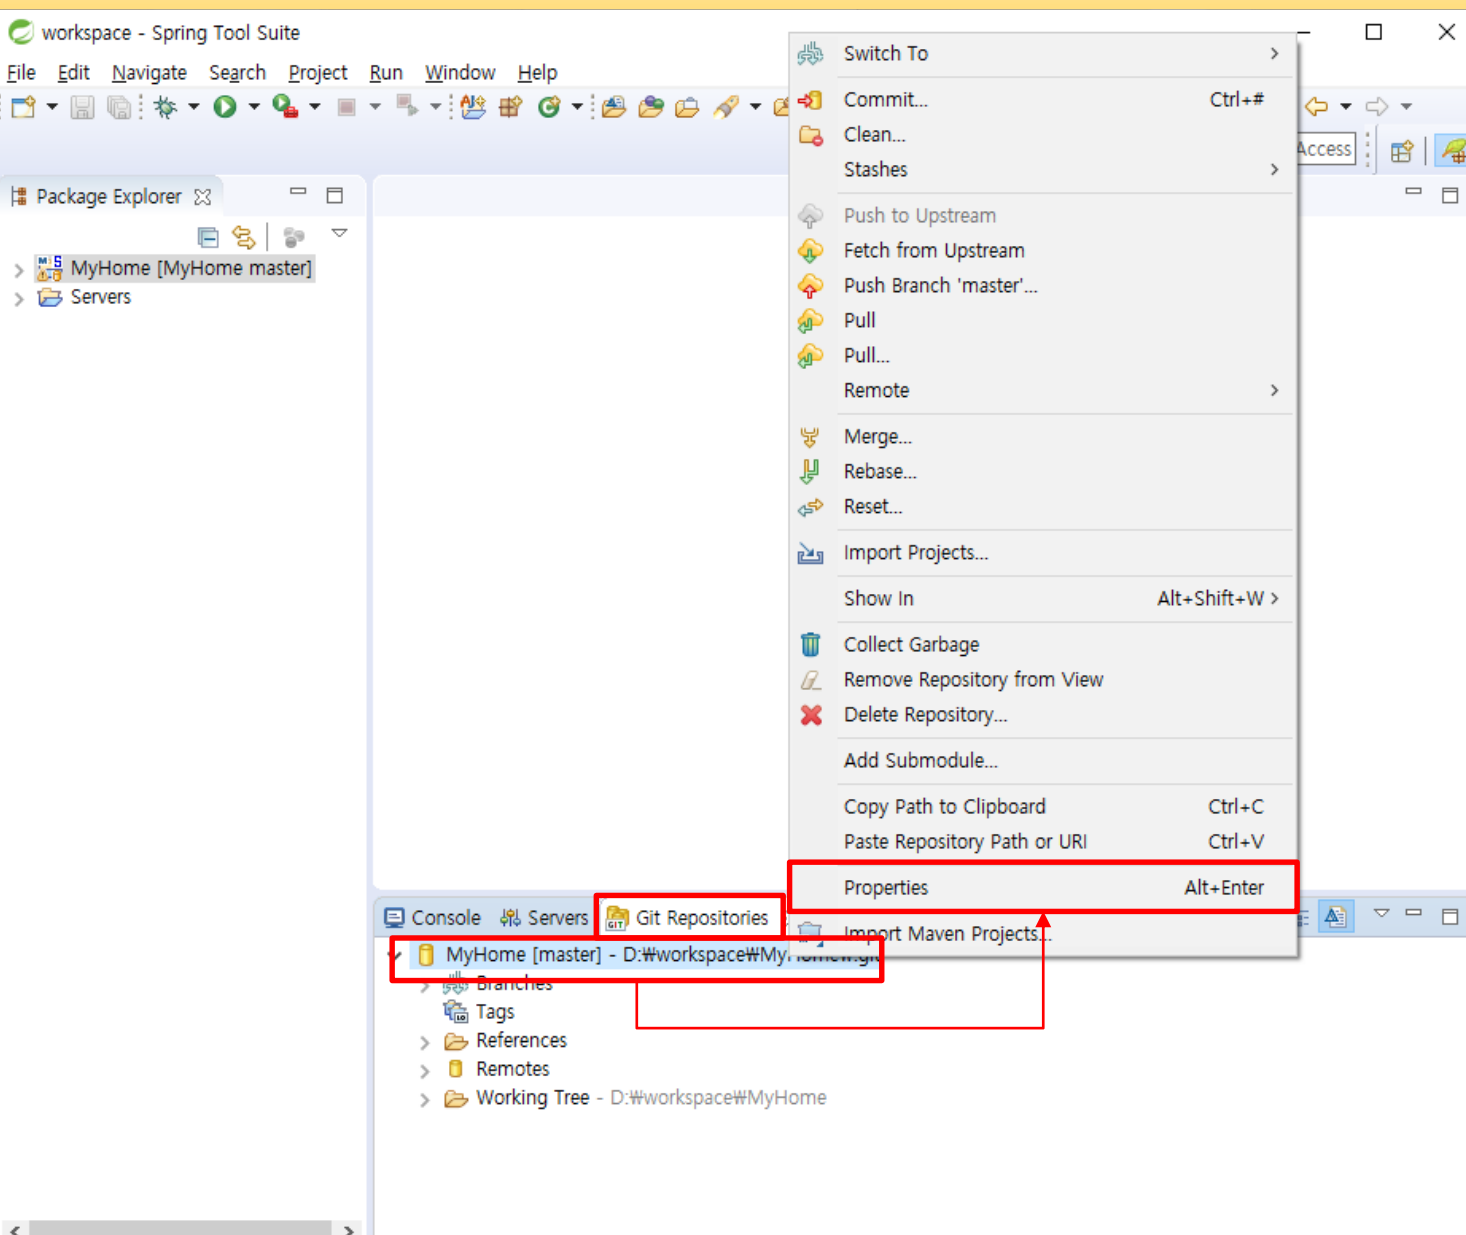 workspace - Spring Tool Suite
File Edit Navigate Search Project Run Window Help
Access
Package Explorer
MyHome [MyHome master]
Servers
Switch To
Commit... Ctrl+#
Clean...
Stashes
Push to Upstream
Fetch from Upstream
Push Branch 'master'...
Pull
Pull...
Remote
Merge...
Rebase...
Reset...
Import Projects...
Show In Alt+Shift+W
Collect Garbage
Remove Repository from View
Delete Repository...
Add Submodule...
Copy Path to Clipboard Ctrl+C
Paste Repository Path or URI Ctrl+V
Properties Alt+Enter
Import Maven Projects...
Console Servers Git Repositories
MyHome [master] - D:₩workspace₩MyHome₩.git
Branches
Tags
References
Remotes
Working Tree - D:₩workspace₩MyHome